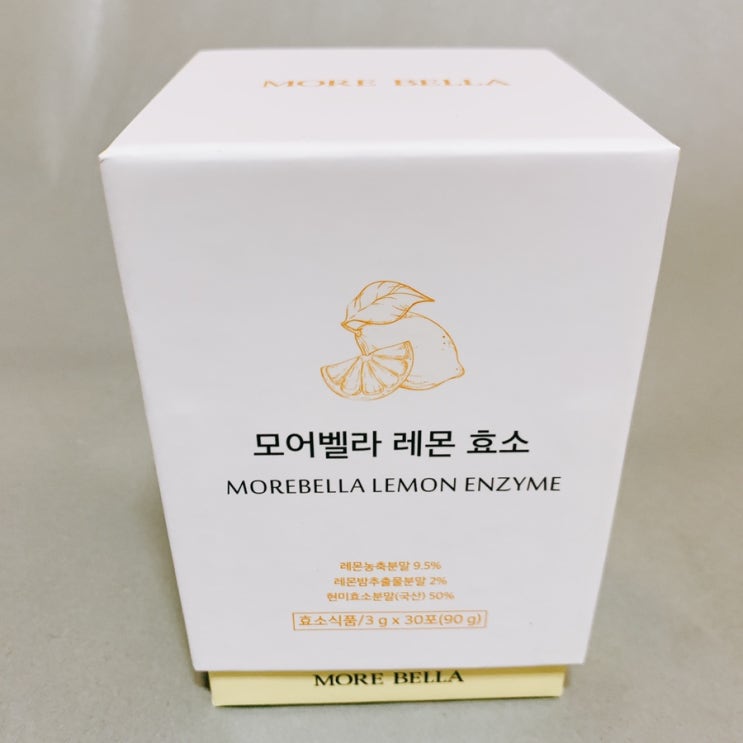 MORE BELLA
모어벨라 레몬 효소
MOREBELLA LEMON ENZYME
레몬농축분말 9.5%
레몬밤추출물분말 2%
현미효소분말(국산) 50%
효소식품/3 g x 30포(90 g)
MORE BELLA